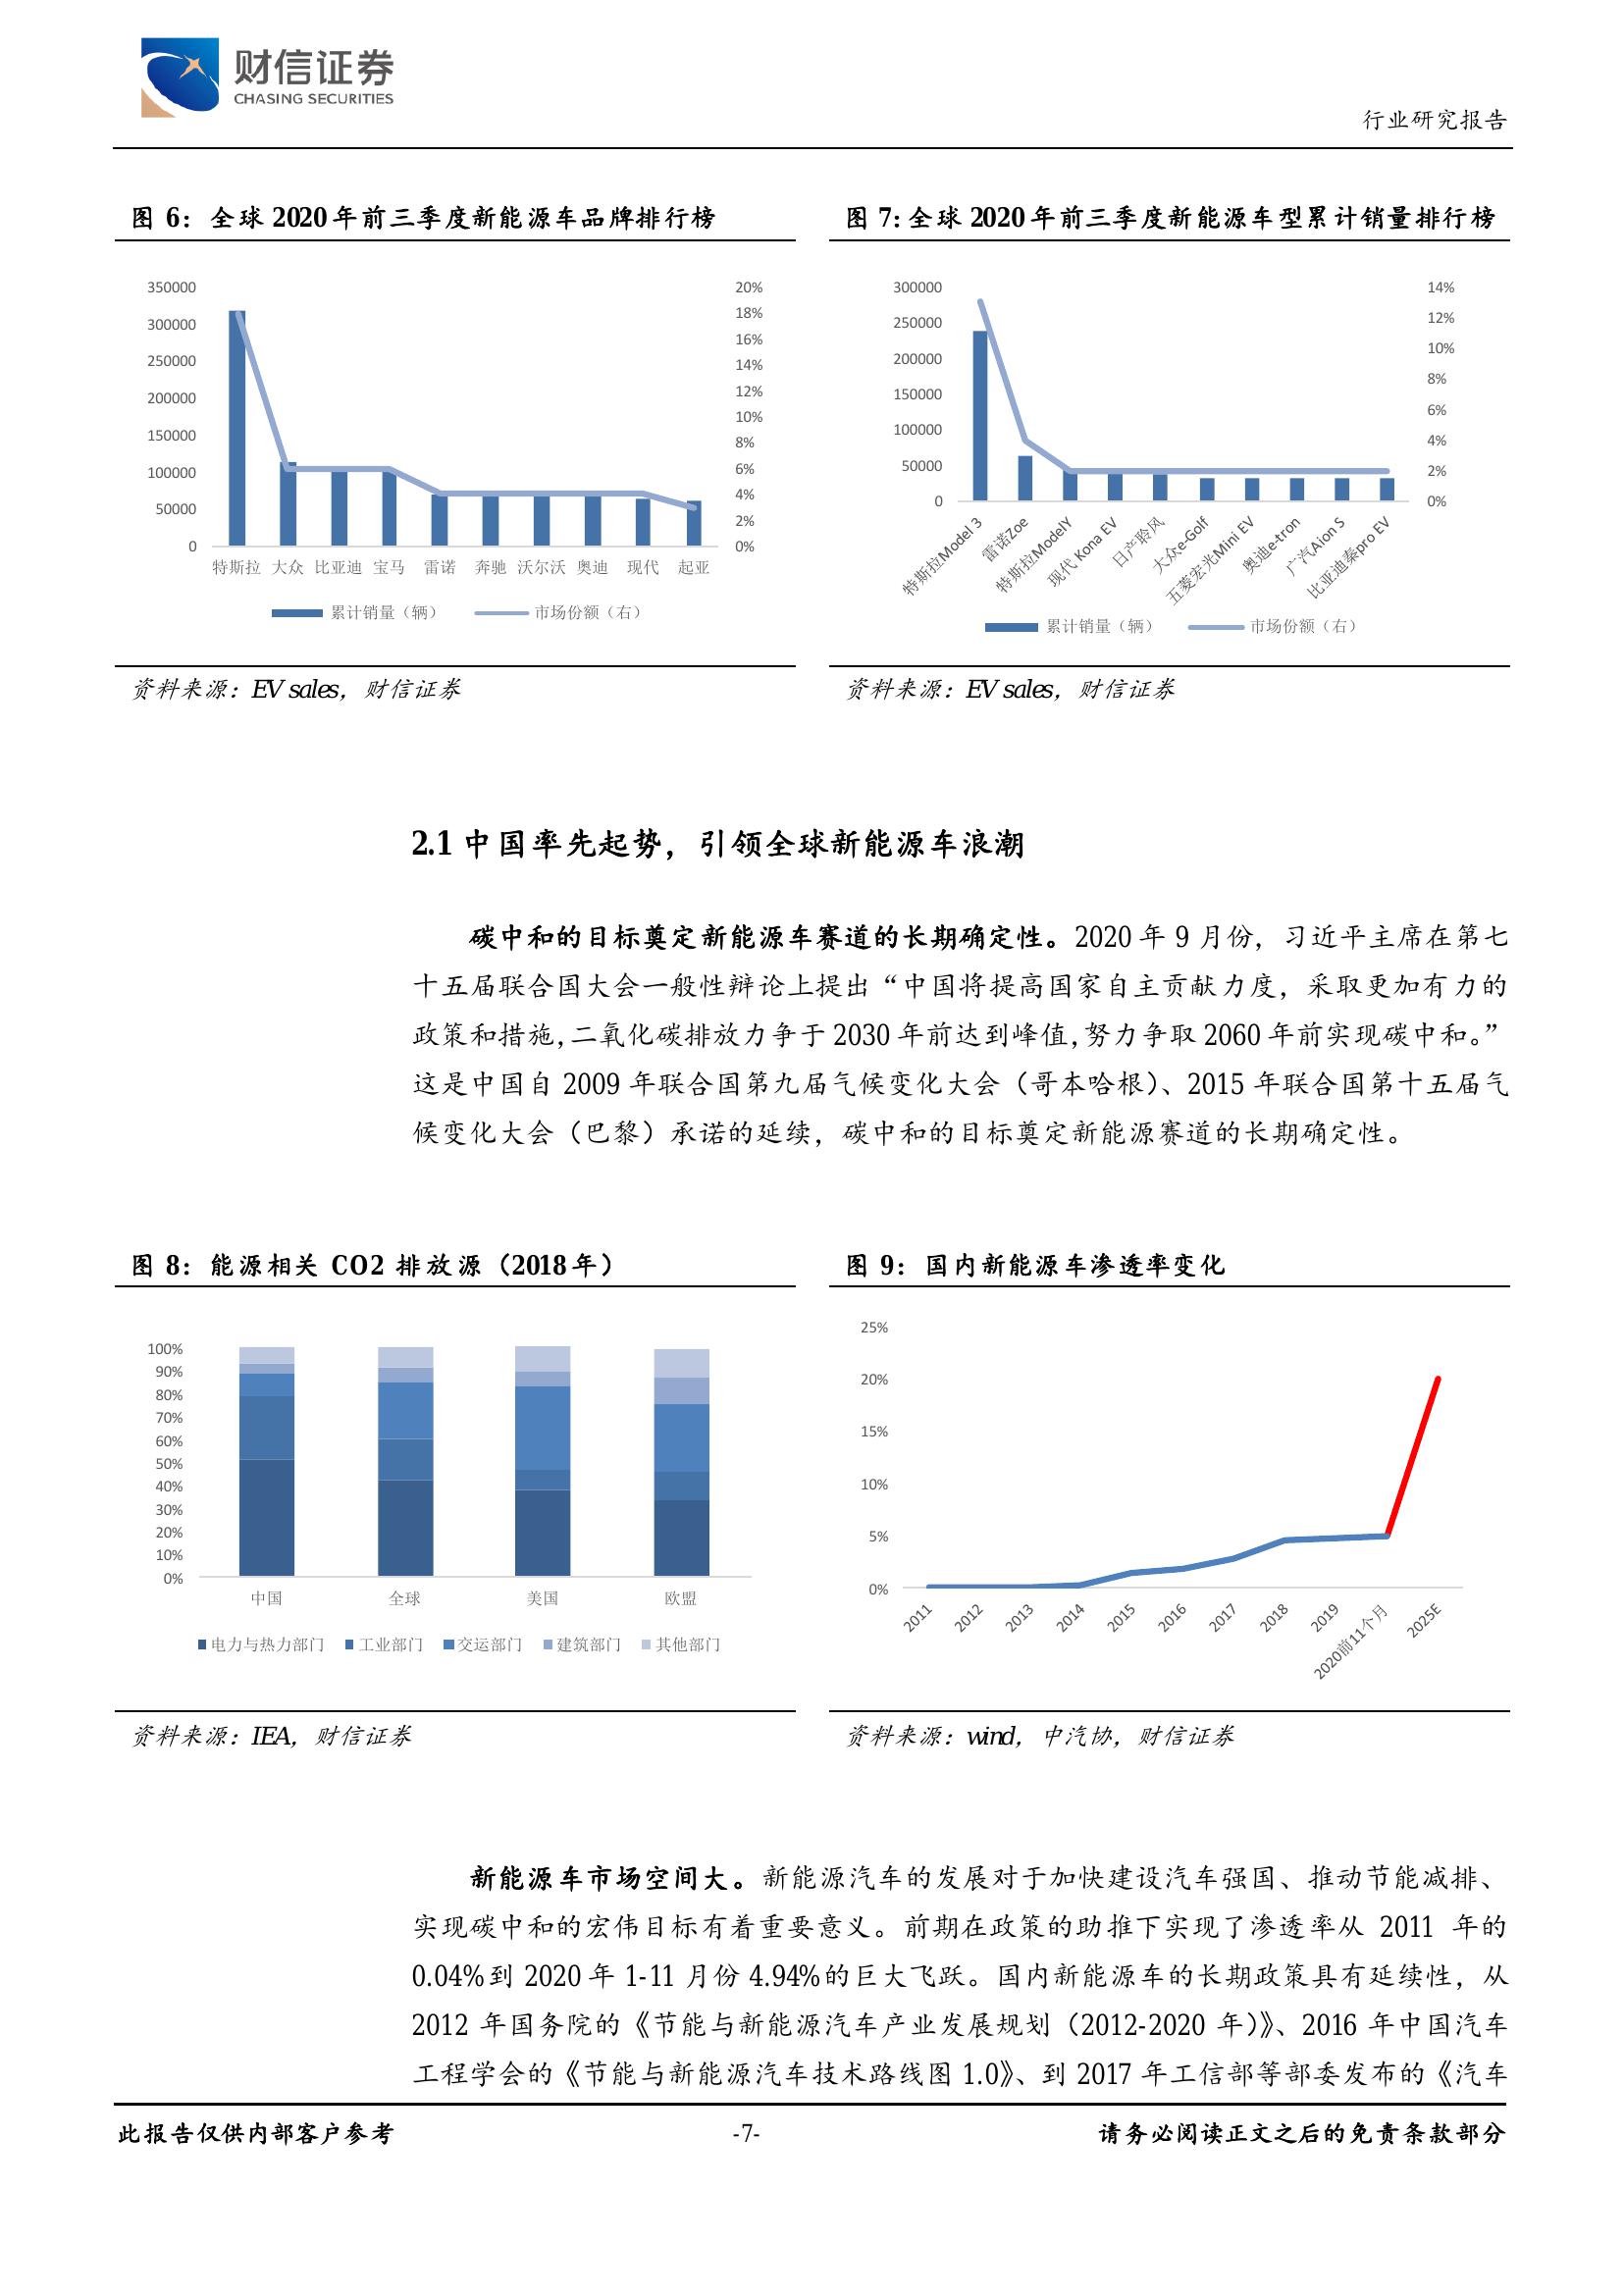 财信证券
CHASING SECURITIES
行业研究报告
图 6：全球 2020 年前三季度新能源车品牌排行榜
350000
300000
250000
200000
150000
100000
50000
0
20%
18%
16%
14%
12%
10%
8%
6%
4%
2%
0%
特斯拉 大众 比亚迪 宝马 雷诺 奔驰 沃尔沃 奥迪 现代 起亚
累计销量（辆） 市场份额（右）
资料来源：EV sales，财信证券
图 7: 全球 2020 年前三季度新能源车型累计销量排行榜
300000
250000
200000
150000
100000
50000
0
14%
12%
10%
8%
6%
4%
2%
0%
特斯拉Model 3
雷诺Zoe
特斯拉ModelY
现代 Kona EV
日产聆风
大众e-Golf
五菱宏光Mini EV
奥迪e-tron
广汽Aion S
比亚迪秦pro EV
累计销量（辆） 市场份额（右）
资料来源：EV sales，财信证券
2.1 中国率先起势，引领全球新能源车浪潮
碳中和的目标奠定新能源车赛道的长期确定性。2020 年 9 月份，习近平主席在第七
十五届联合国大会一般性辩论上提出“中国将提高国家自主贡献力度，采取更加有力的
政策和措施,二氧化碳排放力争于 2030 年前达到峰值,努力争取 2060 年前实现碳中和。”
这是中国自 2009 年联合国第九届气候变化大会（哥本哈根）、2015 年联合国第十五届气
候变化大会（巴黎）承诺的延续，碳中和的目标奠定新能源赛道的长期确定性。
图 8：能源相关 CO2 排放源（2018 年）
100%
90%
80%
70%
60%
50%
40%
30%
20%
10%
0%
中国 全球 美国 欧盟
电力与热力部门 工业部门 交运部门 建筑部门 其他部门
资料来源：IEA，财信证券
图 9：国内新能源车渗透率变化
25%
20%
15%
10%
5%
0%
2011
2012
2013
2014
2015
2016
2017
2018
2019
2020前11个月
2025E
资料来源：wind，中汽协，财信证券
新能源车市场空间大。新能源汽车的发展对于加快建设汽车强国、推动节能减排、
实现碳中和的宏伟目标有着重要意义。前期在政策的助推下实现了渗透率从 2011 年的
0.04%到 2020 年 1-11 月份 4.94%的巨大飞跃。国内新能源车的长期政策具有延续性，从
2012 年国务院的《节能与新能源汽车产业发展规划（2012-2020 年）》、2016 年中国汽车
工程学会的《节能与新能源汽车技术路线图 1.0》、到 2017 年工信部等部委发布的《汽车
此报告仅供内部客户参考 -7- 请务必阅读正文之后的免责条款部分